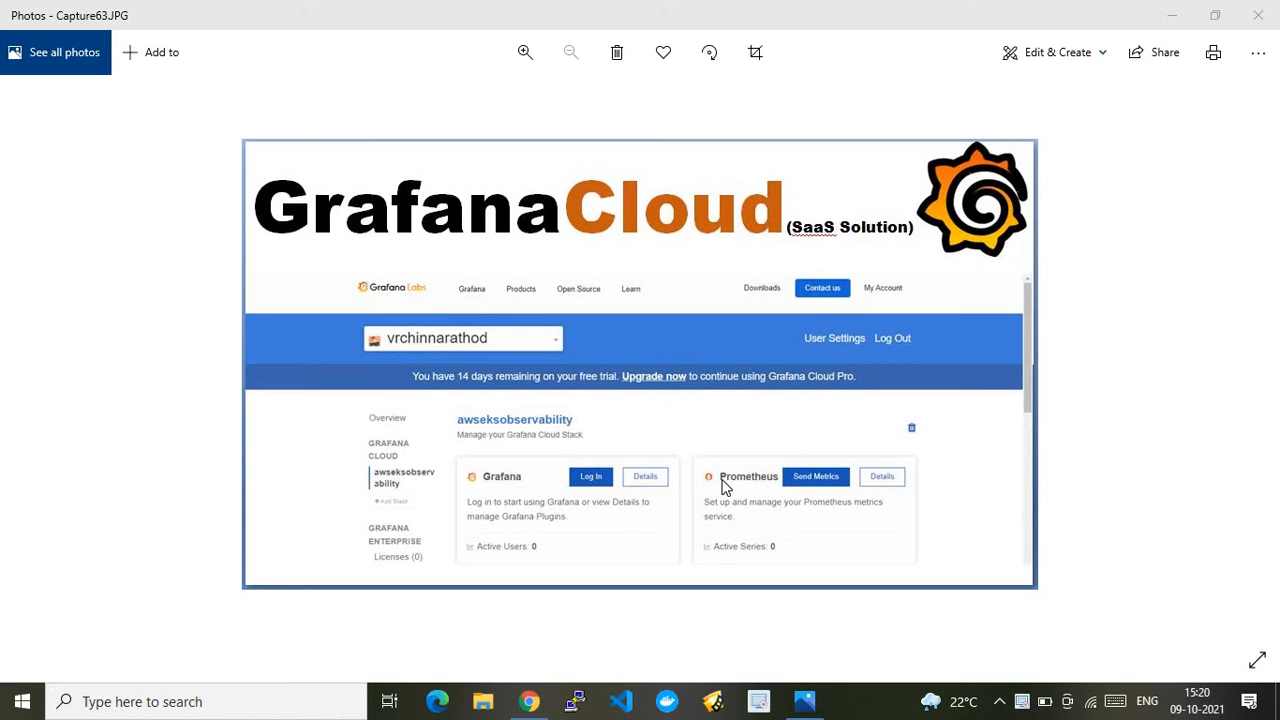 Photos - Capture63.JPG
See all photos
Add to
Edit & Create
Share
GrafanaCloud (SaaS Solution)
Grafana Labs
Grafana Products Open Source Learn
Downloads Contact us My Account
vrchinnarathod
User Settings Log Out
You have 14 days remaining on your free trial. Upgrade now to continue using Grafana Cloud Pro.
Overview
GRAFANA
CLOUD
awseksobserv
ability
+ Add Stack
GRAFANA
ENTERPRISE
Licenses (0)
awseksobservability
Manage your Grafana Cloud Stack.
Grafana Log In Details
Log in to start using Grafana or view Details to
manage Grafana Plugins.
Active Users: 0
Prometheus Send Metrics Details
Set up and manage your Prometheus metrics
service.
Active Series: 0
Type here to search
22°C
ENG
15:20
09-10-2021